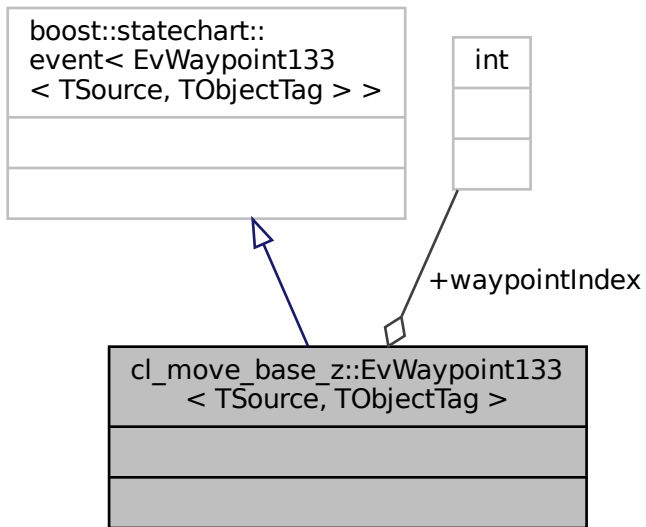 boost::statechart::
event< EvWaypoint133
< TSource, TObjectTag > >
int
+waypointIndex
cl_move_base_z::EvWaypoint133
< TSource, TObjectTag >